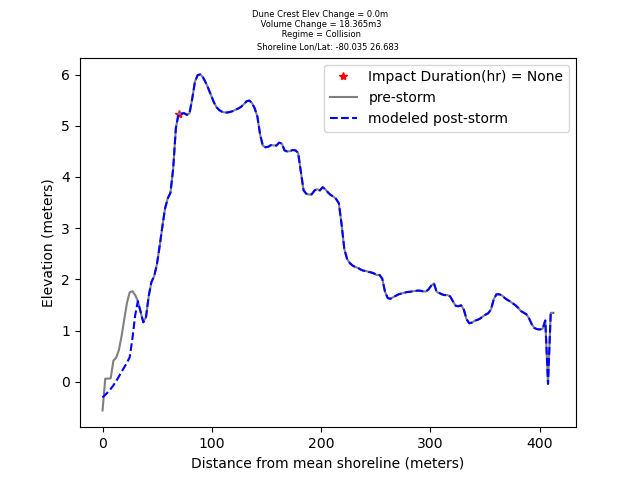 Dune Crest Elev Change = 0.0m
Volume Change = 18.365m3
Regime = Collision
Shoreline Lon/Lat: -80.035 26.683
Impact Duration(hr) = None
pre-storm
modeled post-storm
Elevation (meters)
6
5
4
3
2
1
0
0 100 200 300 400
Distance from mean shoreline (meters)